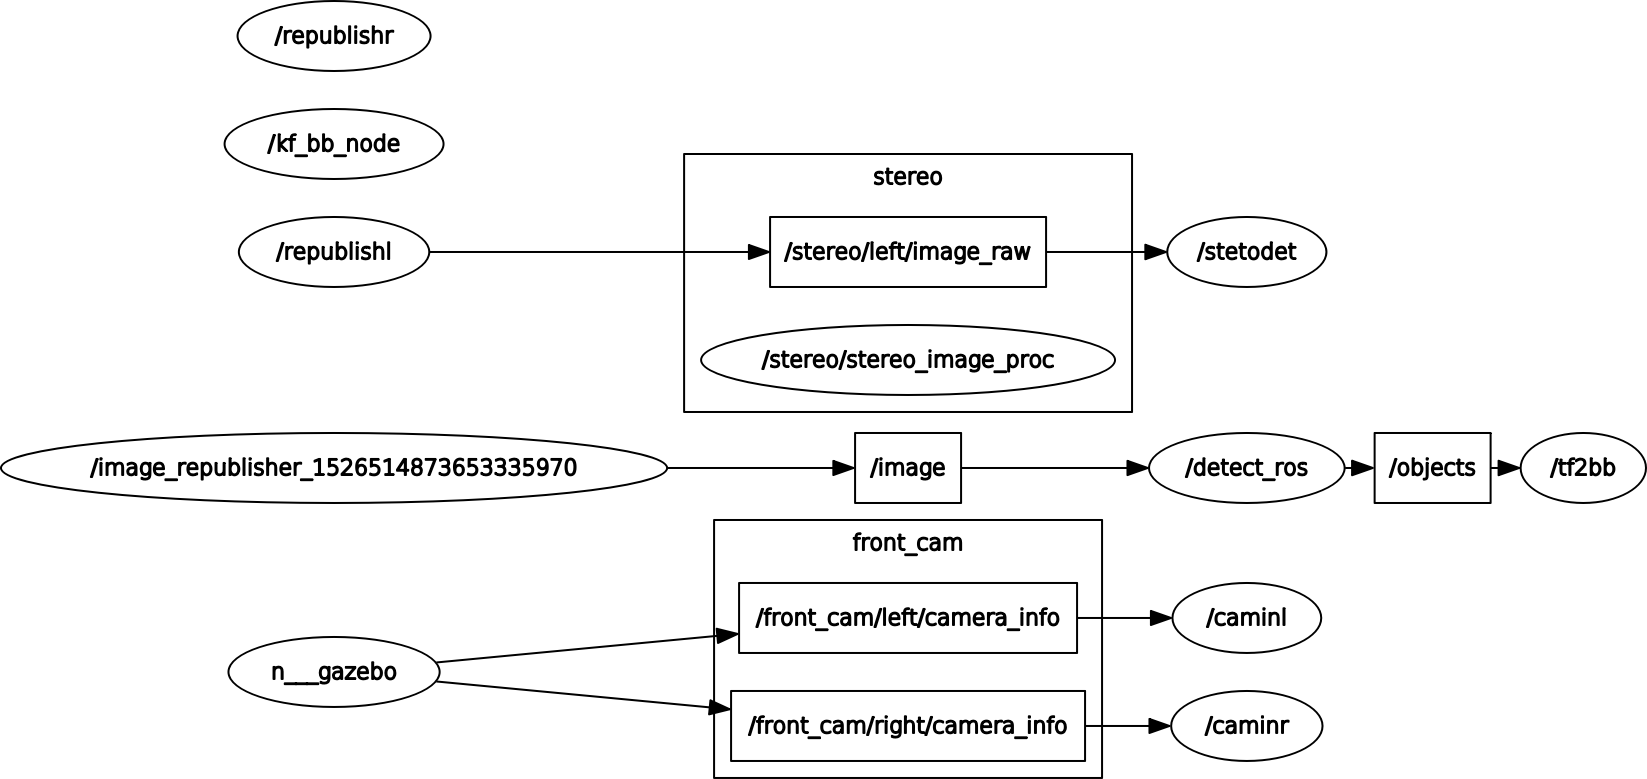 /republishr
/kf_bb_node
stereo
/republishl
/stereo/left/image_raw
/stetodet
/stereo/stereo_image_proc
/image_republisher_1526514873653335970
/image
/detect_ros
/objects
/tf2bb
front_cam
/front_cam/left/camera_info
/caminl
n___gazebo
/front_cam/right/camera_info
/caminr